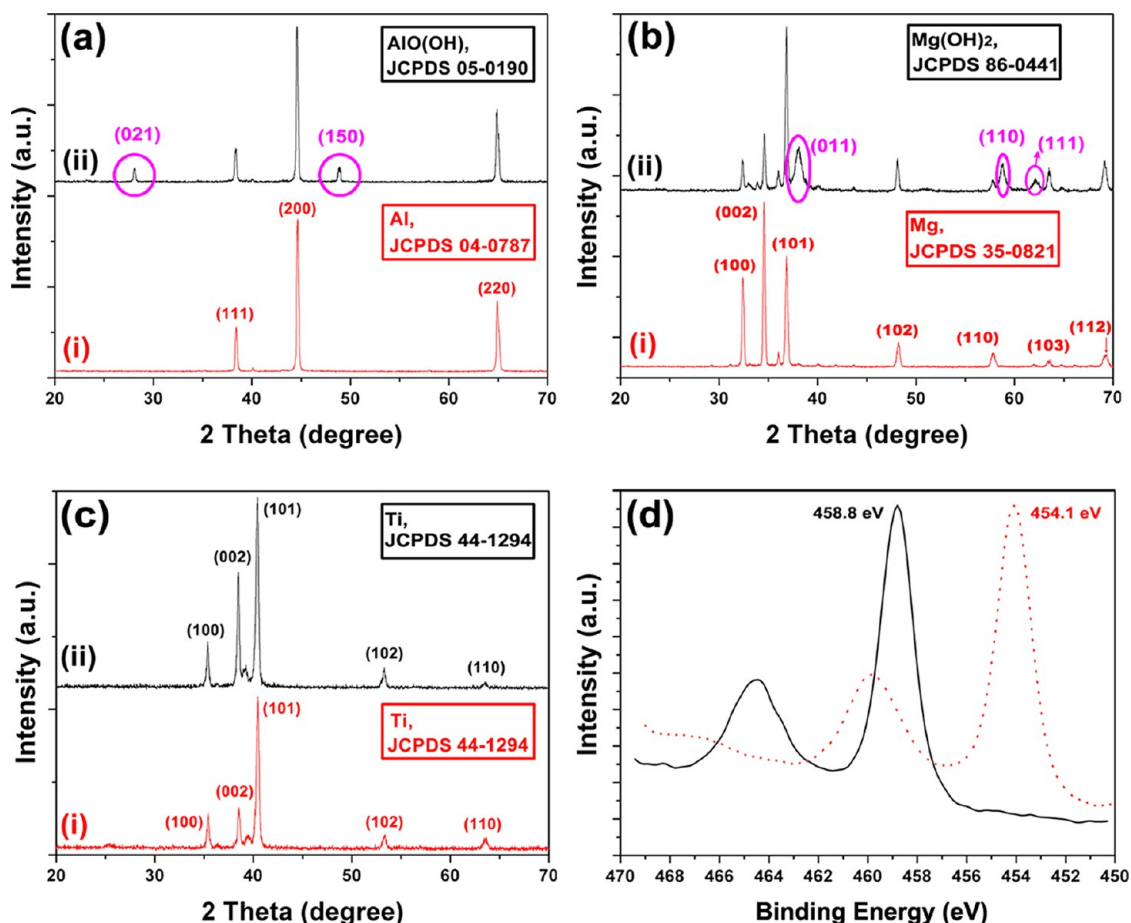 (a)
AlO(OH),
JCPDS 05-0190
(021)
(150)
(ii)
Al,
JCPDS 04-0787
(200)
(111)
(220)
(i)
Intensity (a.u.)
20 30 40 50 60 70
2 Theta (degree)
(b)
Mg(OH)2,
JCPDS 86-0441
(011)
(110)
(111)
(ii)
Mg,
JCPDS 35-0821
(002)
(101)
(100)
(102)
(110)
(103)
(112)
(i)
Intensity (a.u.)
20 30 40 50 60 70
2 Theta (degree)
(c)
Ti,
JCPDS 44-1294
(101)
(002)
(100)
(102)
(110)
(ii)
Ti,
JCPDS 44-1294
(101)
(002)
(100)
(102)
(110)
(i)
Intensity (a.u.)
20 30 40 50 60 70
2 Theta (degree)
(d)
458.8 eV
454.1 eV
Intensity (a.u.)
470 468 466 464 462 460 458 456 454 452 450
Binding Energy (eV)